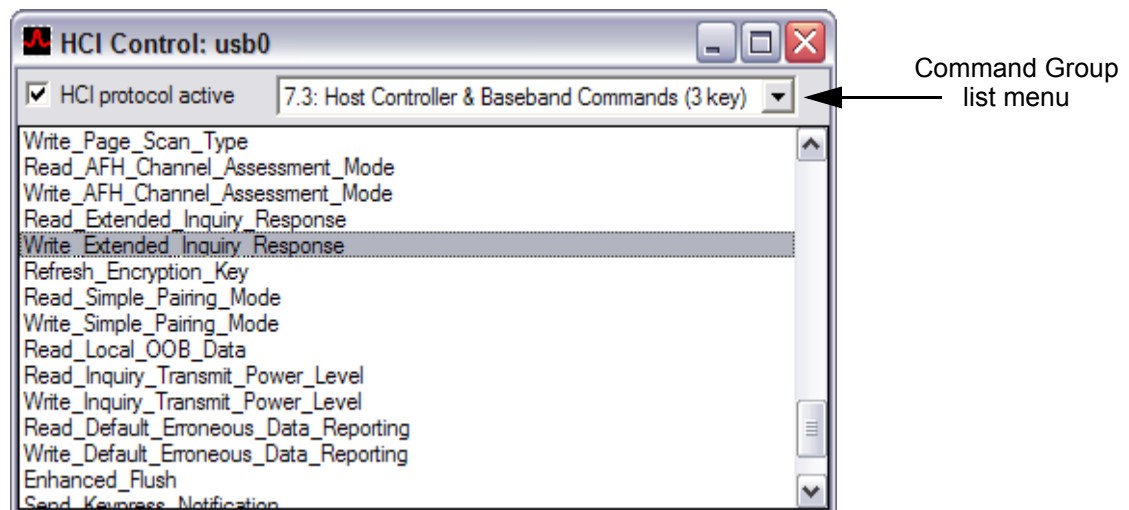 HCI Control: usb0
HCI protocol active
7.3: Host Controller & Baseband Commands (3 key)
Command Group
list menu
Write_Page_Scan_Type
Read_AFH_Channel_Assessment_Mode
Write_AFH_Channel_Assessment_Mode
Read_Extended_Inquiry_Response
Write_Extended_Inquiry_Response
Refresh_Encryption_Key
Read_Simple_Pairing_Mode
Write_Simple_Pairing_Mode
Read_Local_OOB_Data
Read_Inquiry_Transmit_Power_Level
Write_Inquiry_Transmit_Power_Level
Read_Default_Erroneous_Data_Reporting
Write_Default_Erroneous_Data_Reporting
Enhanced_Flush
Send_Keypress_Notification